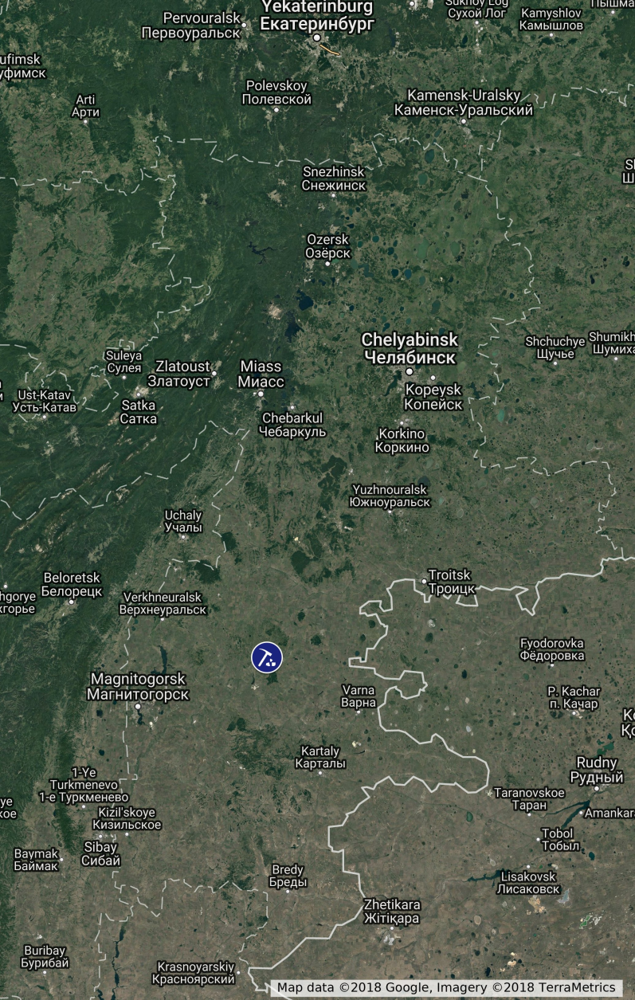 Yekaterinburg
Екатеринбург
Pervouralsk
Первоуральск
Sukhoy Log
Сухой Лог
Kamyshlov
Камышлов
ufimsk
уфимск
Polevskoy
Полевской
Arti
Арти
Kamensk-Uralsky
Каменск-Уральский
Snezhinsk
Снежинск
Ozersk
Озёрск
Chelyabinsk
Челябинск
Shchuchye
Щучье
Shumikh
Шумиха
Suleya
Сулея
Zlatoust
Златоуст
Miass
Миасс
Kopeysk
Копейск
Ust-Katav
Усть-Катав
Satka
Сатка
Chebarkul
Чебаркуль
Korkino
Коркино
Yuzhnouralsk
Южноуральск
Uchaly
Учалы
Beloretsk
Белорецк
Troitsk
Троицк
hgorye
хгорье
Verkhneuralsk
Верхнеуральск
Fyodorovka
Фёдоровка
Magnitogorsk
Магнитогорск
Varna
Варна
P. Kachar
п. Качар
Kartaly
Карталы
Rudny
Рудный
1-Ye
Turkmenevo
1-е Туркменево
Taranovskoye
Таран
Amankara
Kizil'skoye
Кизильское
Tobol
Тобыл
Sibay
Сибай
Baymak
Баймак
Bredy
Бреды
Lisakovsk
Лисаковск
Zhetikara
Жітіқара
Buribay
Бурибай
Krasnoyarskiy
Красноярский
Map data ©2018 Google, Imagery ©2018 TerraMetrics